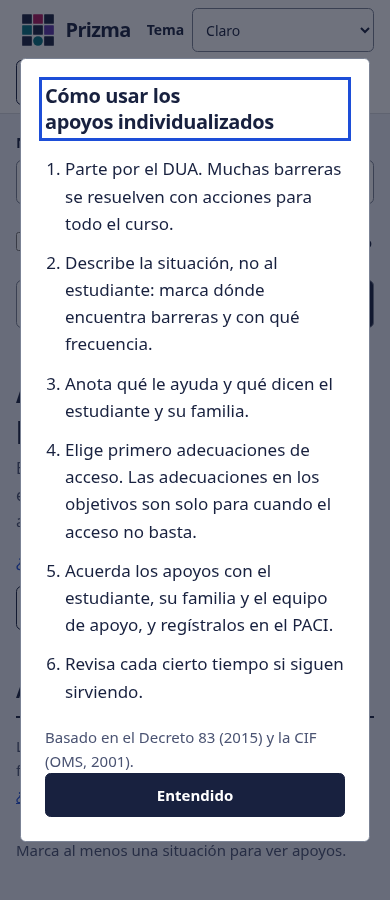 Prizma Tema Claro
Cómo usar los
apoyos individualizados
1. Parte por el DUA. Muchas barreras
se resuelven con acciones para
todo el curso.
2. Describe la situación, no al
estudiante: marca dónde
encuentra barreras y con qué
frecuencia.
3. Anota qué le ayuda y qué dicen el
estudiante y su familia.
4. Elige primero adecuaciones de
acceso. Las adecuaciones en los
objetivos son solo para cuando el
acceso no basta.
5. Acuerda los apoyos con el
estudiante, su familia y el equipo
de apoyo, y regístralos en el PACI.
6. Revisa cada cierto tiempo si siguen
sirviendo.
Basado en el Decreto 83 (2015) y la CIF
(OMS, 2001).
Entendido
Marca al menos una situación para ver apoyos.